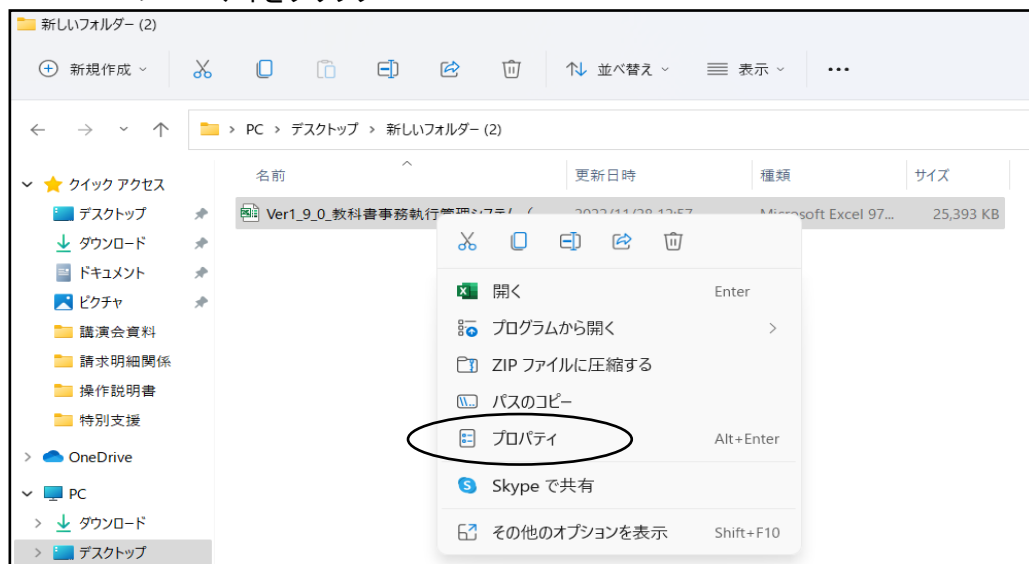 新しいフォルダー (2)
新規作成
並べ替え
表示
PC > デスクトップ > 新しいフォルダー (2)
名前 更新日時 種類 サイズ
Ver1_9_0_教科書事務執行管理システム ( 2022/11/28 12:57 Microsoft Excel 97... 25,393 KB
クイック アクセス
デスクトップ
ダウンロード
ドキュメント
ピクチャ
講演会資料
請求明細関係
操作説明書
特別支援
OneDrive
PC
ダウンロード
デスクトップ
開く Enter
プログラムから開く
ZIP ファイルに圧縮する
パスのコピー
プロパティ Alt+Enter
Skype で共有
その他のオプションを表示 Shift+F10